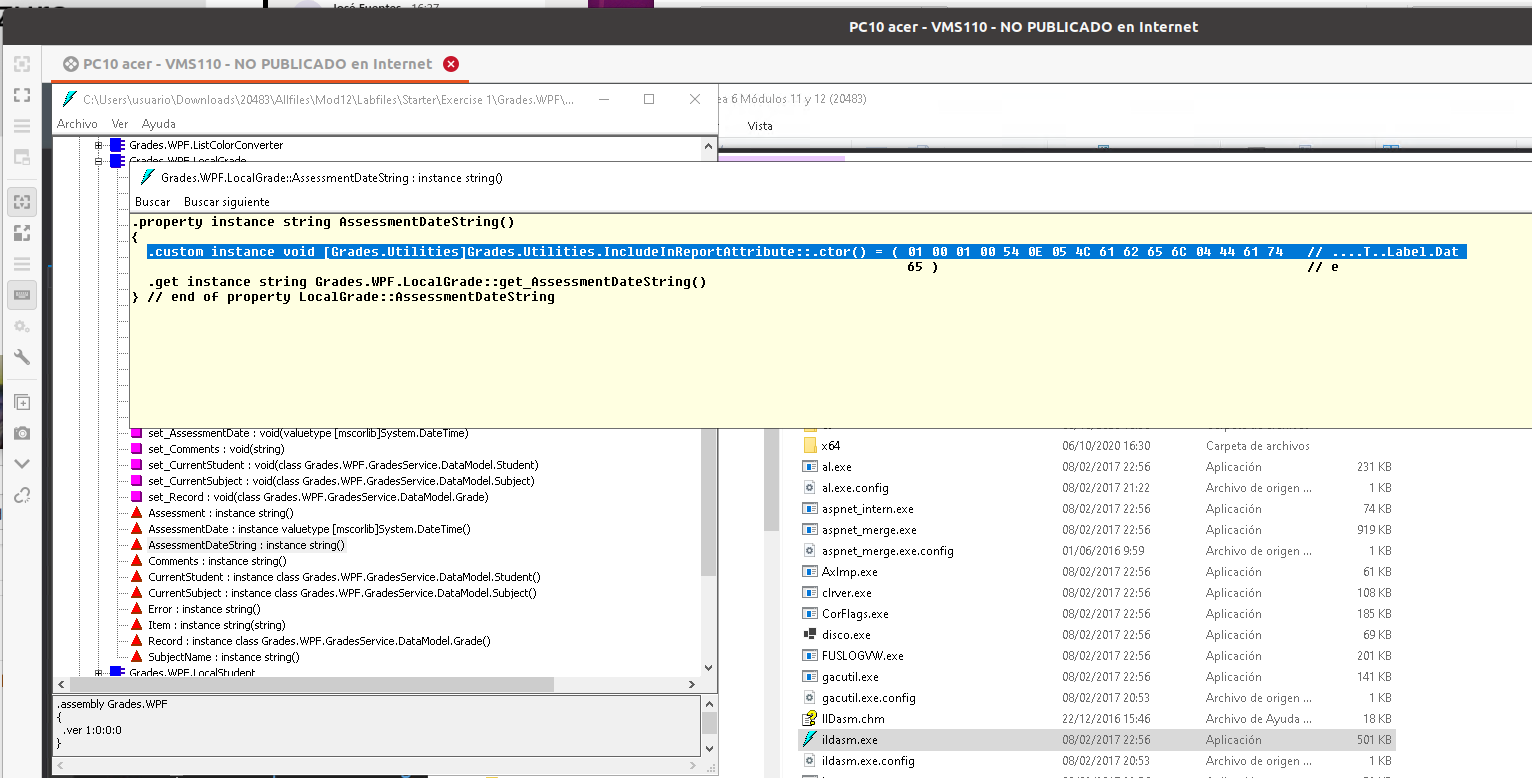 José Fuentes 16:27
PC10 acer - VMS110 - NO PUBLICADO en Internet
PC10 acer - VMS110 - NO PUBLICADO en Internet
C:\Users\usuario\Downloads\20483\Allfiles\Mod12\Labfiles\Starter\Exercise 1\Grades.WPF\...
ea 6 Módulos 11 y 12 (20483)
Archivo Ver Ayuda
Vista
Grades.WPF.ListColorConverter
Grades.WPF.LocalGrade
Grades.WPF.LocalGrade::AssessmentDateString : instance string()
Buscar Buscar siguiente
.property instance string AssessmentDateString()
{
.custom instance void [Grades.Utilities]Grades.Utilities.IncludeInReportAttribute::.ctor() = ( 01 00 01 00 54 0E 05 4C 61 62 65 6C 04 44 61 74 // ....T..Label.Dat
65 ) // e
.get instance string Grades.WPF.LocalGrade::get_AssessmentDateString()
} // end of property LocalGrade::AssessmentDateString
set_AssessmentDate : void(valuetype [mscorlib]System.DateTime)
set_Comments : void(string)
set_CurrentStudent : void(class Grades.WPF.GradesService.DataModel.Student)
set_CurrentSubject : void(class Grades.WPF.GradesService.DataModel.Subject)
set_Record : void(class Grades.WPF.GradesService.DataModel.Grade)
Assessment : instance string()
AssessmentDate : instance valuetype [mscorlib]System.DateTime()
AssessmentDateString : instance string()
Comments : instance string()
CurrentStudent : instance class Grades.WPF.GradesService.DataModel.Student()
CurrentSubject : instance class Grades.WPF.GradesService.DataModel.Subject()
Error : instance string()
Item : instance string(string)
Record : instance class Grades.WPF.GradesService.DataModel.Grade()
SubjectName : instance string()
Grades.WPF.LocalStudent
.assembly Grades.WPF
{
.ver 1:0:0:0
}
x64 06/10/2020 16:30 Carpeta de archivos
al.exe 08/02/2017 22:56 Aplicación 231 KB
al.exe.config 08/02/2017 21:22 Archivo de origen ... 1 KB
aspnet_intern.exe 08/02/2017 22:56 Aplicación 74 KB
aspnet_merge.exe 08/02/2017 22:56 Aplicación 919 KB
aspnet_merge.exe.config 01/06/2016 9:59 Archivo de origen ... 1 KB
AxImp.exe 08/02/2017 22:56 Aplicación 61 KB
clrver.exe 08/02/2017 22:56 Aplicación 108 KB
CorFlags.exe 08/02/2017 22:56 Aplicación 185 KB
disco.exe 08/02/2017 22:56 Aplicación 69 KB
FUSLOGVW.exe 08/02/2017 22:56 Aplicación 201 KB
gacutil.exe 08/02/2017 22:56 Aplicación 141 KB
gacutil.exe.config 08/02/2017 20:53 Archivo de origen ... 1 KB
IlDasm.chm 22/12/2016 15:46 Archivo de Ayuda ... 18 KB
ildasm.exe 08/02/2017 22:56 Aplicación 501 KB
ildasm.exe.config 08/02/2017 20:53 Archivo de origen ... 1 KB